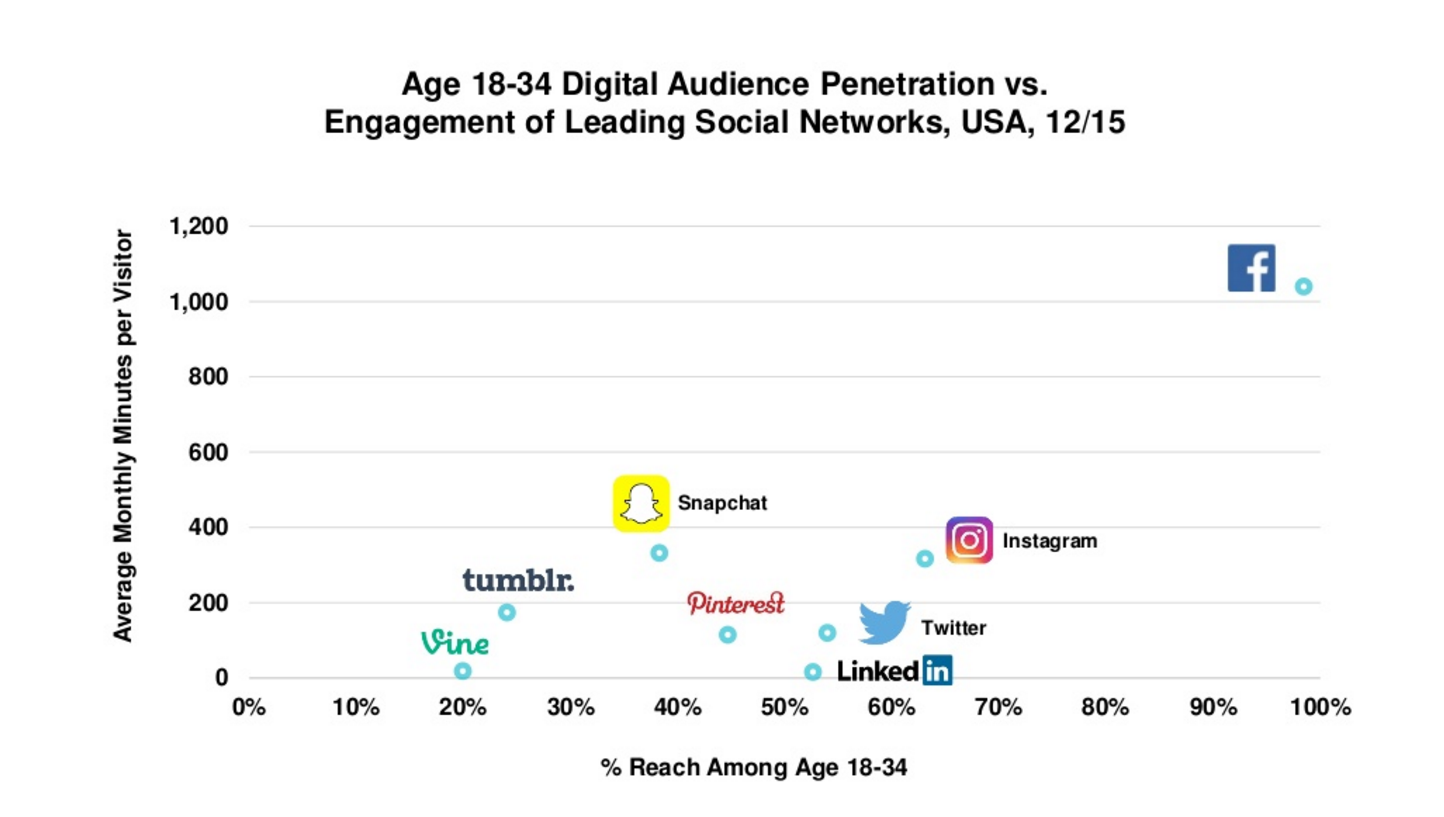 Age 18-34 Digital Audience Penetration vs.
Engagement of Leading Social Networks, USA, 12/15
Average Monthly Minutes per Visitor
1,200
1,000
800
600
400
200
0
f
Snapchat
Instagram
tumblr.
Pinterest
Vine
Twitter
Linked in
0% 10% 20% 30% 40% 50% 60% 70% 80% 90% 100%
% Reach Among Age 18-34